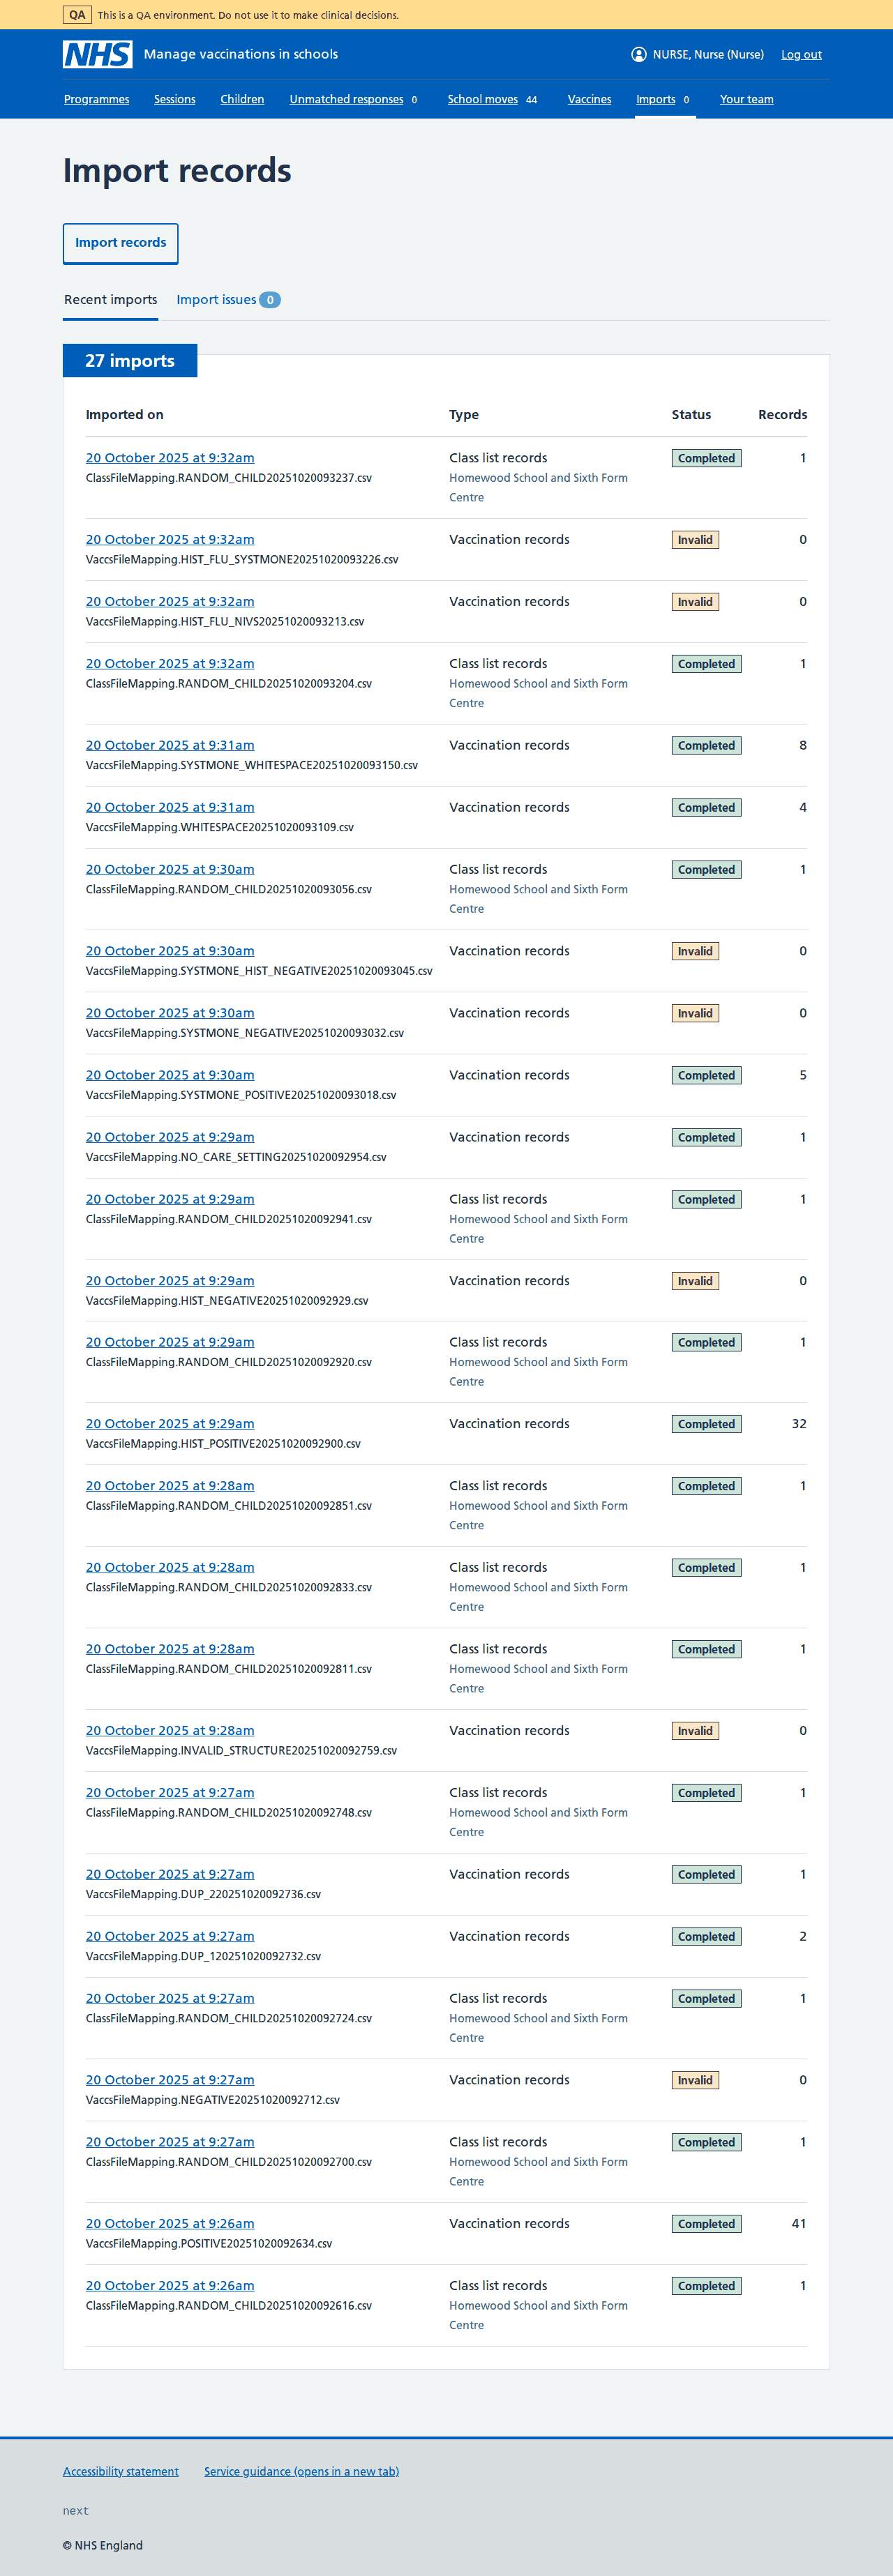 QA This is a QA environment. Do not use it to make clinical decisions.
NHS Manage vaccinations in schools NURSE, Nurse (Nurse) Log out
Programmes Sessions Children Unmatched responses 0 School moves 44 Vaccines Imports 0 Your team
Import records
Import records
Recent imports Import issues 0
27 imports
Imported on Type Status Records
20 October 2025 at 9:32am Class list records Completed 1
ClassFileMapping.RANDOM_CHILD20251020093237.csv Homewood School and Sixth Form
Centre
20 October 2025 at 9:32am Vaccination records Invalid 0
VaccsFileMapping.HIST_FLU_SYSTMONE20251020093226.csv
20 October 2025 at 9:32am Vaccination records Invalid 0
VaccsFileMapping.HIST_FLU_NIVS20251020093213.csv
20 October 2025 at 9:32am Class list records Completed 1
ClassFileMapping.RANDOM_CHILD20251020093204.csv Homewood School and Sixth Form
Centre
20 October 2025 at 9:31am Vaccination records Completed 8
VaccsFileMapping.SYSTMONE_WHITESPACE20251020093150.csv
20 October 2025 at 9:31am Vaccination records Completed 4
VaccsFileMapping.WHITESPACE20251020093109.csv
20 October 2025 at 9:30am Class list records Completed 1
ClassFileMapping.RANDOM_CHILD20251020093056.csv Homewood School and Sixth Form
Centre
20 October 2025 at 9:30am Vaccination records Invalid 0
VaccsFileMapping.SYSTMONE_HIST_NEGATIVE20251020093045.csv
20 October 2025 at 9:30am Vaccination records Invalid 0
VaccsFileMapping.SYSTMONE_NEGATIVE20251020093032.csv
20 October 2025 at 9:30am Vaccination records Completed 5
VaccsFileMapping.SYSTMONE_POSITIVE20251020093018.csv
20 October 2025 at 9:29am Vaccination records Completed 1
VaccsFileMapping.NO_CARE_SETTING20251020092954.csv
20 October 2025 at 9:29am Class list records Completed 1
ClassFileMapping.RANDOM_CHILD20251020092941.csv Homewood School and Sixth Form
Centre
20 October 2025 at 9:29am Vaccination records Invalid 0
VaccsFileMapping.HIST_NEGATIVE20251020092929.csv
20 October 2025 at 9:29am Class list records Completed 1
ClassFileMapping.RANDOM_CHILD20251020092920.csv Homewood School and Sixth Form
Centre
20 October 2025 at 9:29am Vaccination records Completed 32
VaccsFileMapping.HIST_POSITIVE20251020092900.csv
20 October 2025 at 9:28am Class list records Completed 1
ClassFileMapping.RANDOM_CHILD20251020092851.csv Homewood School and Sixth Form
Centre
20 October 2025 at 9:28am Class list records Completed 1
ClassFileMapping.RANDOM_CHILD20251020092833.csv Homewood School and Sixth Form
Centre
20 October 2025 at 9:28am Class list records Completed 1
ClassFileMapping.RANDOM_CHILD20251020092811.csv Homewood School and Sixth Form
Centre
20 October 2025 at 9:28am Vaccination records Invalid 0
VaccsFileMapping.INVALID_STRUCTURE20251020092759.csv
20 October 2025 at 9:27am Class list records Completed 1
ClassFileMapping.RANDOM_CHILD20251020092748.csv Homewood School and Sixth Form
Centre
20 October 2025 at 9:27am Vaccination records Completed 1
VaccsFileMapping.DUP_220251020092736.csv
20 October 2025 at 9:27am Vaccination records Completed 2
VaccsFileMapping.DUP_120251020092732.csv
20 October 2025 at 9:27am Class list records Completed 1
ClassFileMapping.RANDOM_CHILD20251020092724.csv Homewood School and Sixth Form
Centre
20 October 2025 at 9:27am Vaccination records Invalid 0
VaccsFileMapping.NEGATIVE20251020092712.csv
20 October 2025 at 9:27am Class list records Completed 1
ClassFileMapping.RANDOM_CHILD20251020092700.csv Homewood School and Sixth Form
Centre
20 October 2025 at 9:26am Vaccination records Completed 41
VaccsFileMapping.POSITIVE20251020092634.csv
20 October 2025 at 9:26am Class list records Completed 1
ClassFileMapping.RANDOM_CHILD20251020092616.csv Homewood School and Sixth Form
Centre
Accessibility statement Service guidance (opens in a new tab)
next
© NHS England